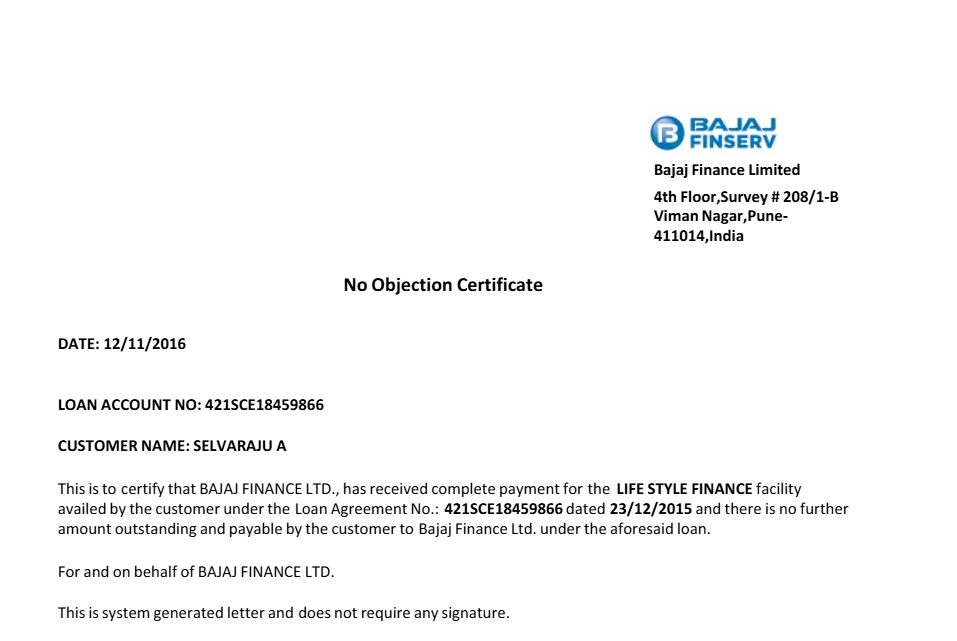 BAJAJ
FINSERV
Bajaj Finance Limited
4th Floor,Survey # 208/1-B
Viman Nagar,Pune-
411014,India
No Objection Certificate
DATE: 12/11/2016
LOAN ACCOUNT NO: 421SCE18459866
CUSTOMER NAME: SELVARAJU A
This is to certify that BAJAJ FINANCE LTD., has received complete payment for the LIFE STYLE FINANCE facility
availed by the customer under the Loan Agreement No.: 421SCE18459866 dated 23/12/2015 and there is no further
amount outstanding and payable by the customer to Bajaj Finance Ltd. under the aforesaid loan.
For and on behalf of BAJAJ FINANCE LTD.
This is system generated letter and does not require any signature.